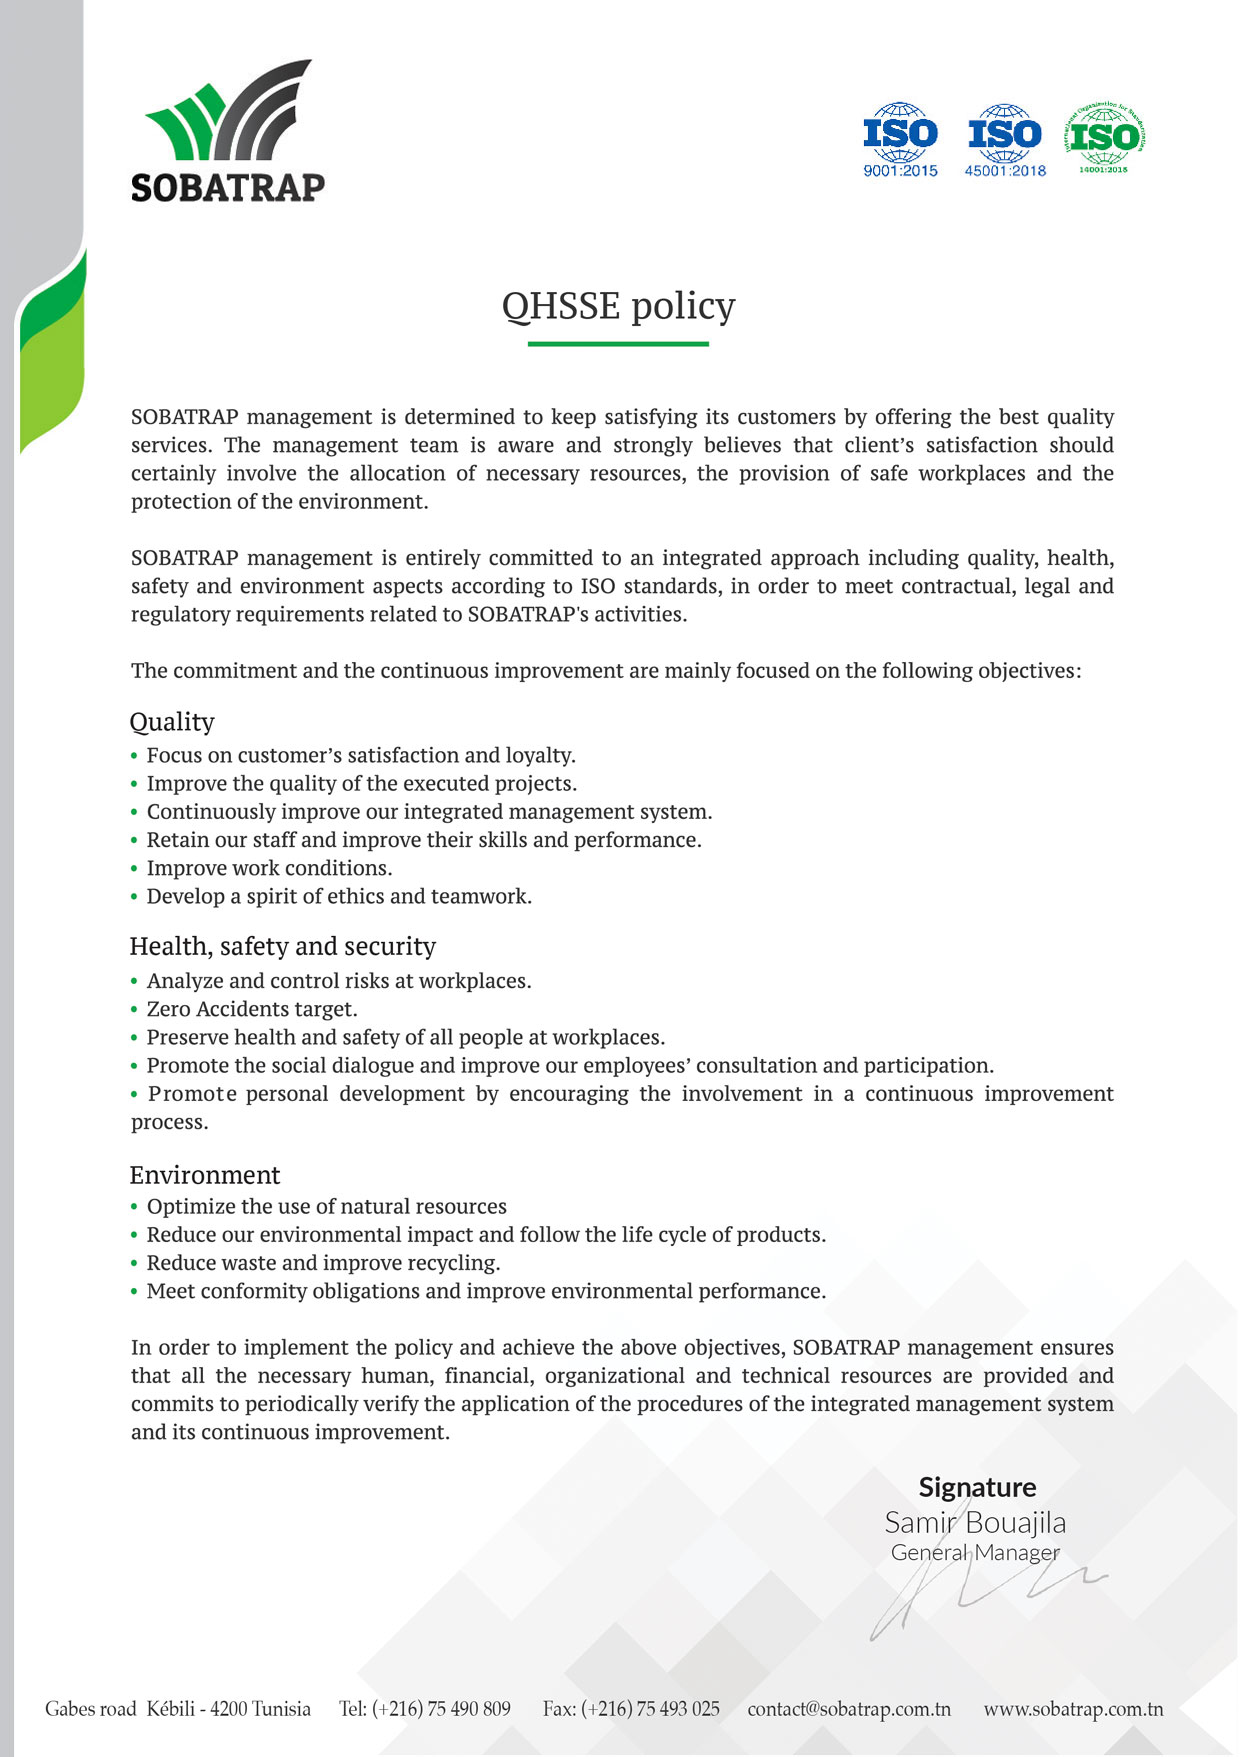 SOBATRAP
ISO
9001:2015
ISO
45001:2018
International Organization for Standardization
ISO
14001:2015
QHSSE policy
SOBATRAP management is determined to keep satisfying its customers by offering the best quality
services. The management team is aware and strongly believes that client’s satisfaction should
certainly involve the allocation of necessary resources, the provision of safe workplaces and the
protection of the environment.
SOBATRAP management is entirely committed to an integrated approach including quality, health,
safety and environment aspects according to ISO standards, in order to meet contractual, legal and
regulatory requirements related to SOBATRAP's activities.
The commitment and the continuous improvement are mainly focused on the following objectives:
Quality
• Focus on customer’s satisfaction and loyalty.
• Improve the quality of the executed projects.
• Continuously improve our integrated management system.
• Retain our staff and improve their skills and performance.
• Improve work conditions.
• Develop a spirit of ethics and teamwork.
Health, safety and security
• Analyze and control risks at workplaces.
• Zero Accidents target.
• Preserve health and safety of all people at workplaces.
• Promote the social dialogue and improve our employees’ consultation and participation.
• Promote personal development by encouraging the involvement in a continuous improvement
process.
Environment
• Optimize the use of natural resources
• Reduce our environmental impact and follow the life cycle of products.
• Reduce waste and improve recycling.
• Meet conformity obligations and improve environmental performance.
In order to implement the policy and achieve the above objectives, SOBATRAP management ensures
that all the necessary human, financial, organizational and technical resources are provided and
commits to periodically verify the application of the procedures of the integrated management system
and its continuous improvement.
Signature
Samir Bouajila
General Manager
Gabes road Kébili - 4200 Tunisia Tel: (+216) 75 490 809 Fax: (+216) 75 493 025 contact@sobatrap.com.tn www.sobatrap.com.tn